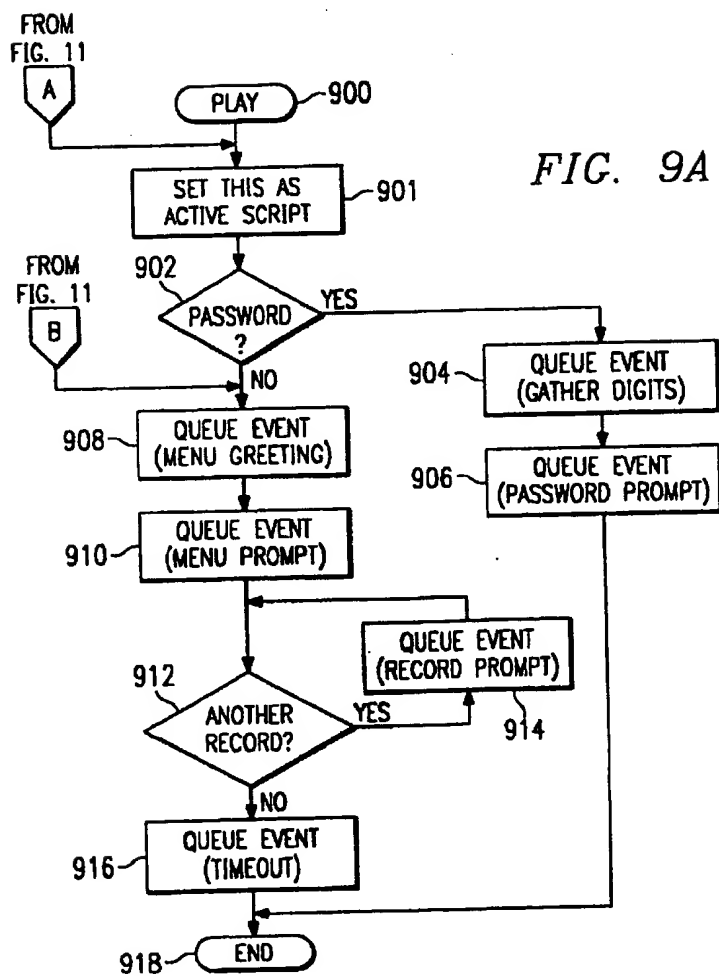 FROM
FIG. 11
A
PLAY
900
FIG. 9A
SET THIS AS
ACTIVE SCRIPT
901
FROM
FIG. 11
B
902
PASSWORD
?
YES
NO
904
QUEUE EVENT
(GATHER DIGITS)
906
QUEUE EVENT
(PASSWORD PROMPT)
908
QUEUE EVENT
(MENU GREETING)
910
QUEUE EVENT
(MENU PROMPT)
912
ANOTHER
RECORD?
YES
QUEUE EVENT
(RECORD PROMPT)
914
NO
916
QUEUE EVENT
(TIMEOUT)
918
END